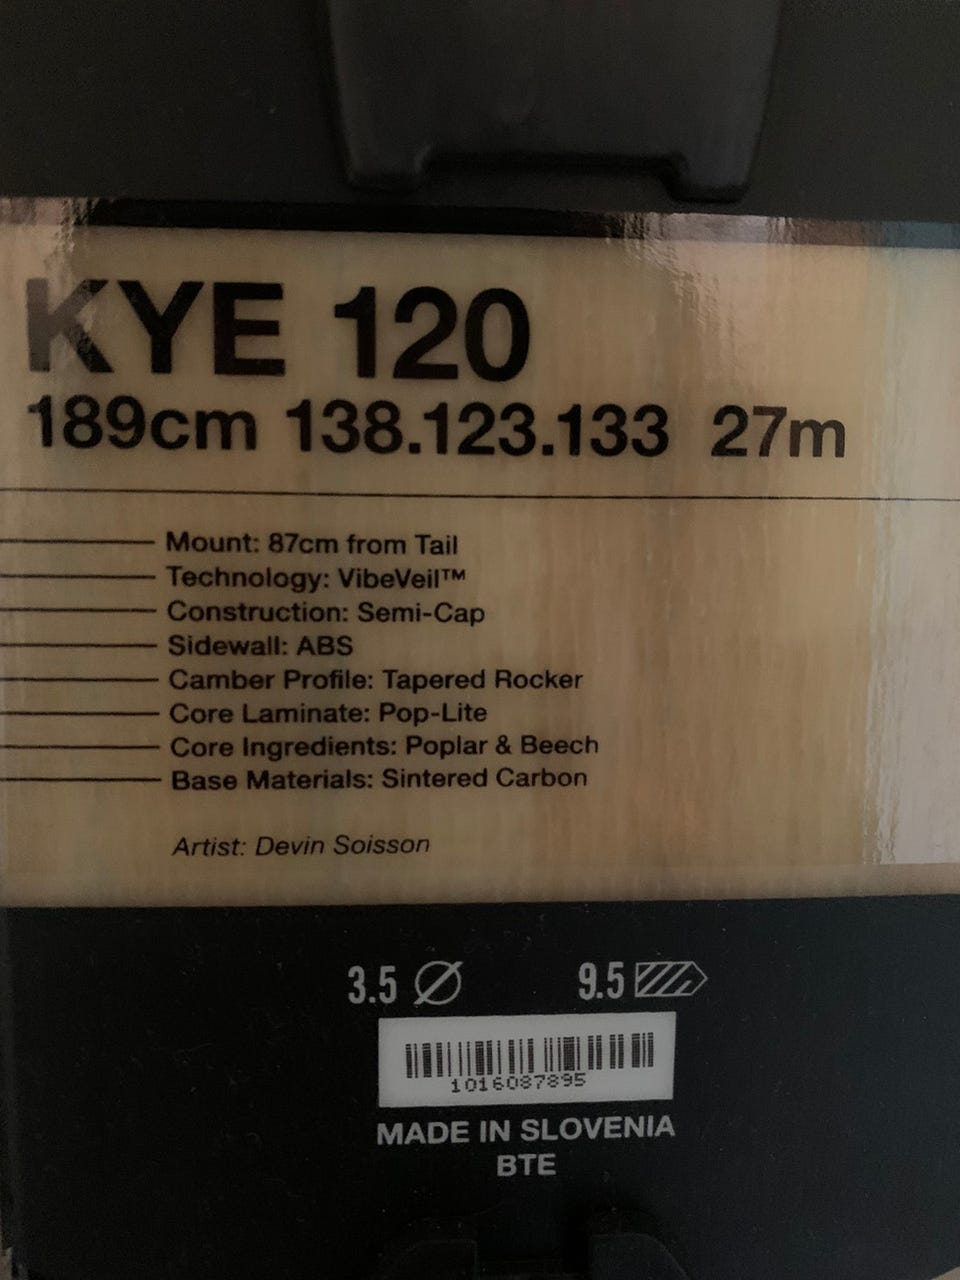 KYE 120
189cm 138.123.133 27m
Mount: 87cm from Tail
Technology: VibeVeil™
Construction: Semi-Cap
Sidewall: ABS
Camber Profile: Tapered Rocker
Core Laminate: Pop-Lite
Core Ingredients: Poplar & Beech
Base Materials: Sintered Carbon
Artist: Devin Soisson
3.5 9.5
1016087895
MADE IN SLOVENIA
BTE